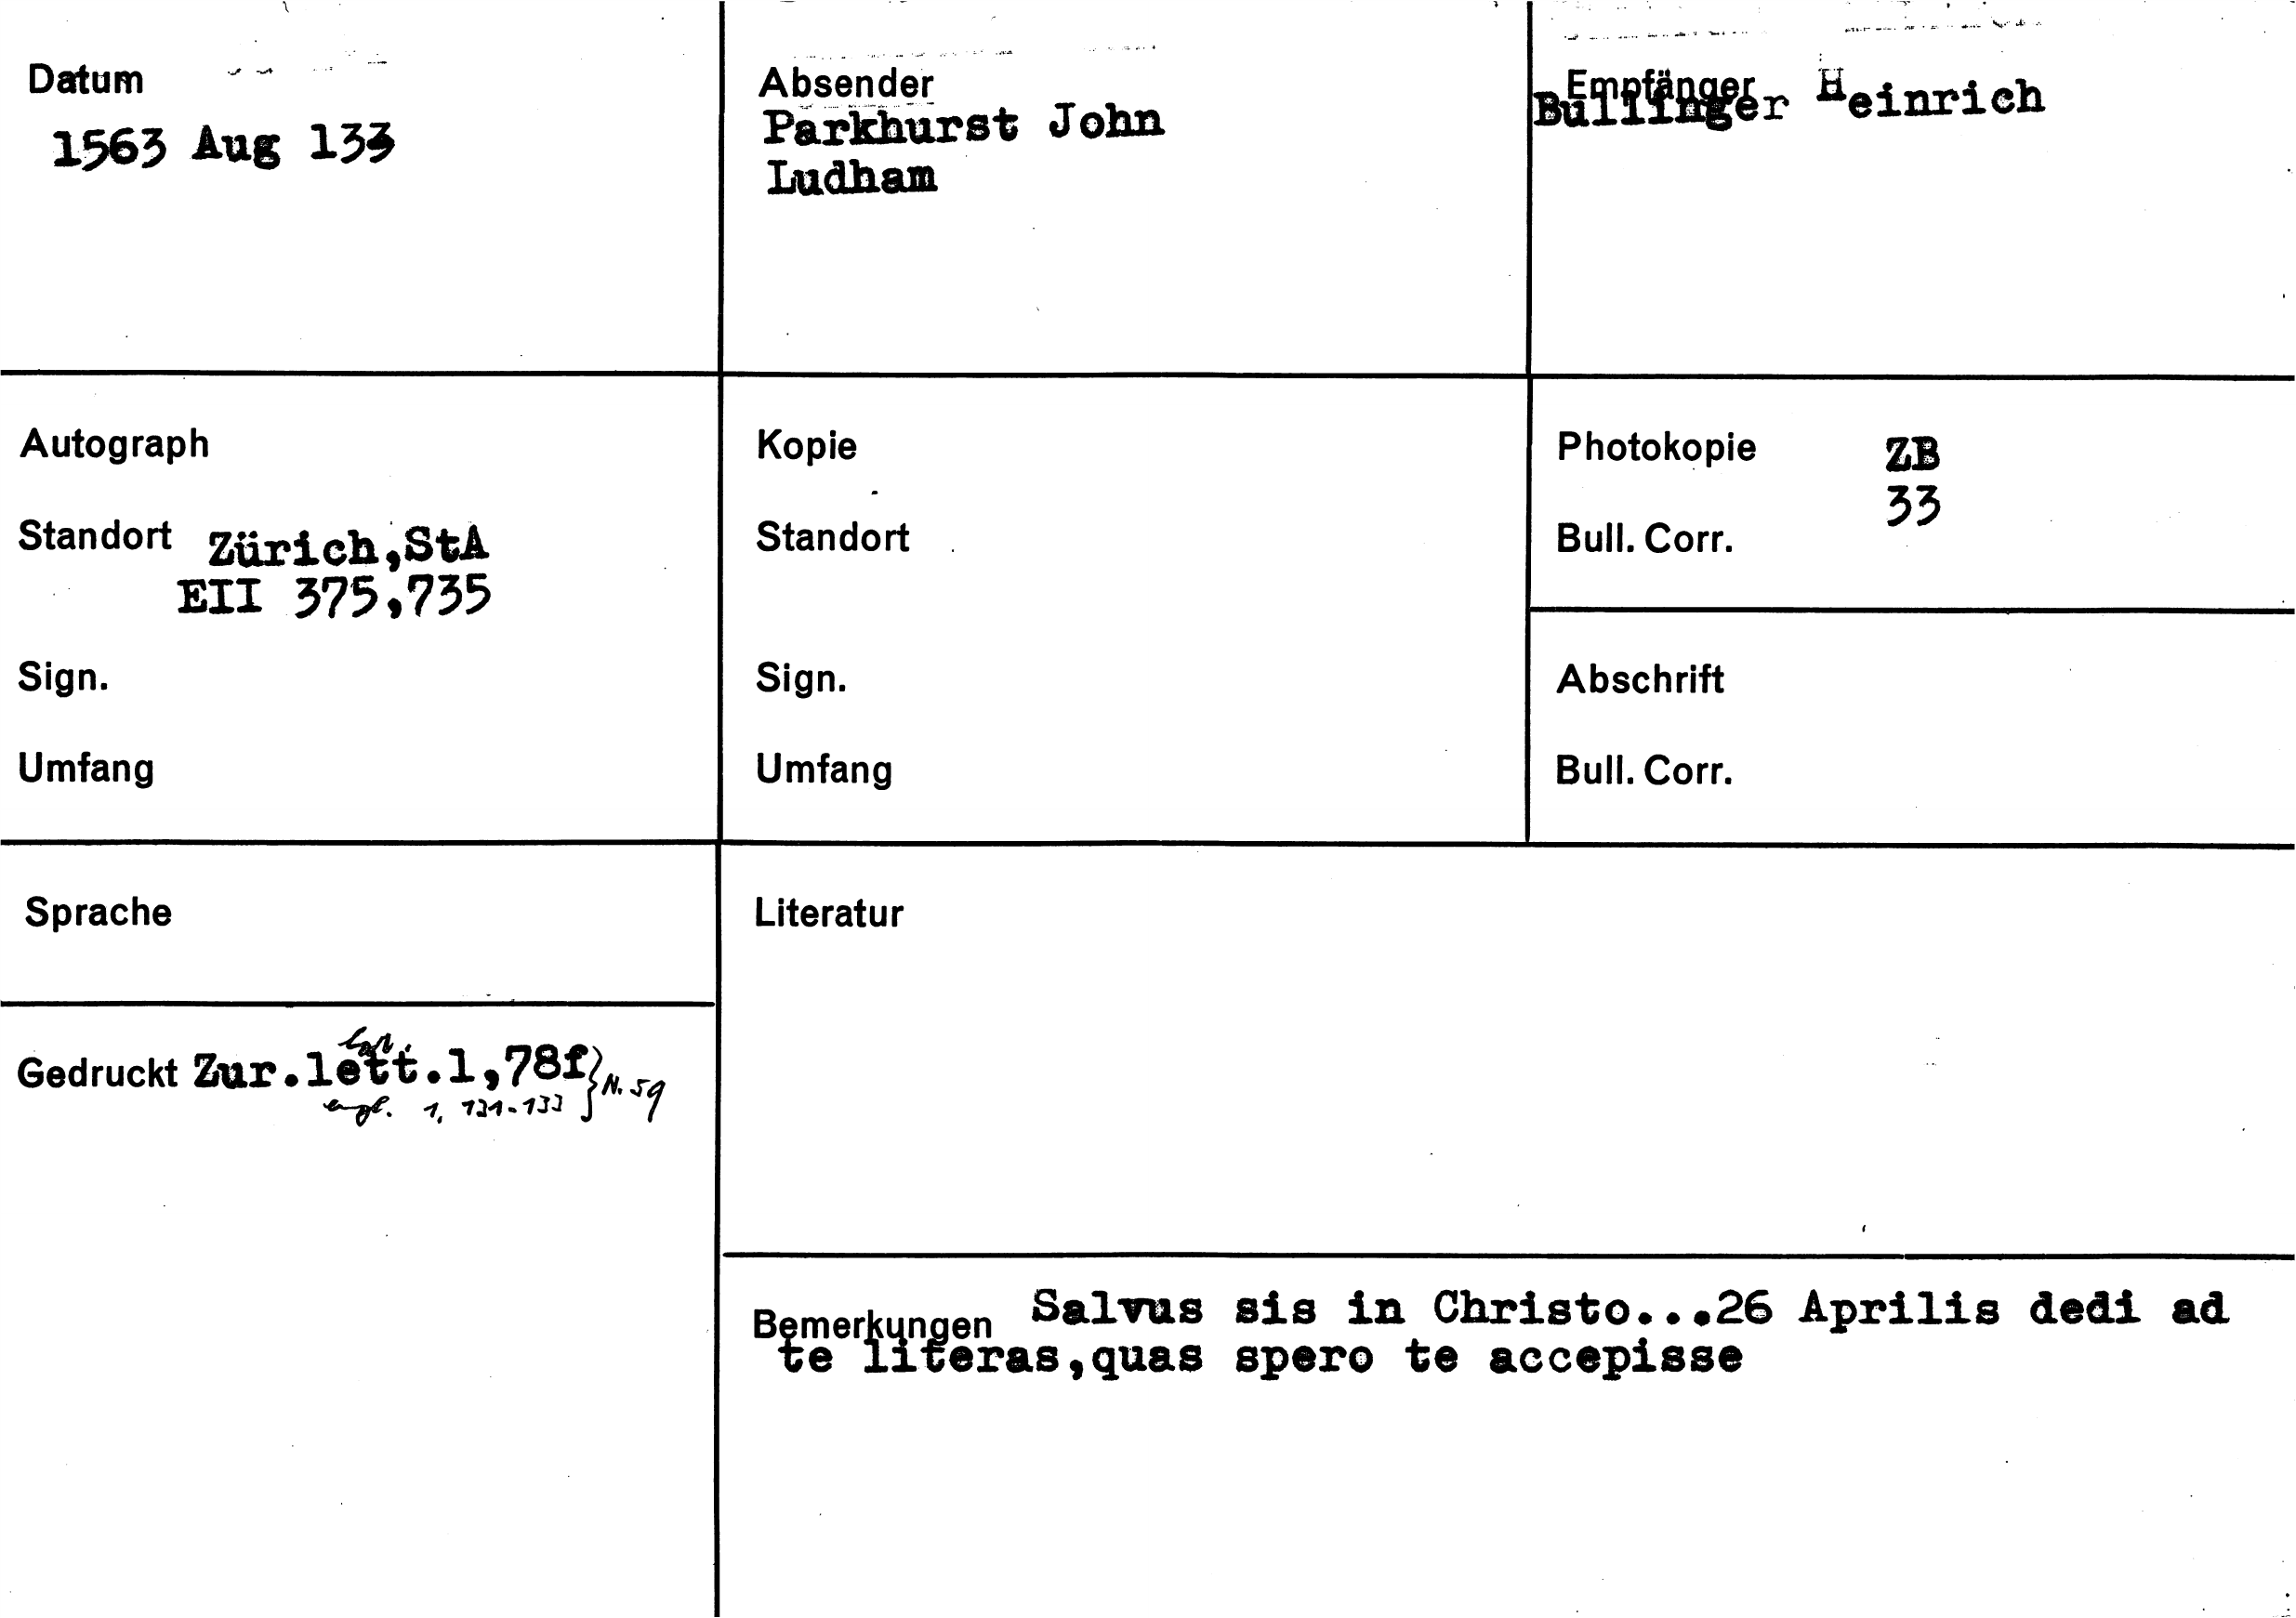 Datum
1563 Aug 133
Absender
Parkhurst John
Ludham
Empfänger
Bullinger Heinrich
Autograph
Standort Zürich,StA
EII 375,735
Sign.
Umfang
Kopie
Standort
Sign.
Umfang
Photokopie ZB
33
Bull. Corr.
Abschrift
Bull. Corr.
Sprache
Literatur
lat.
Gedruckt Zur.lett.1,78f } N. 59
engl. 1, 131-133
Bemerkungen Salvus sis in Christo...26 Aprilis dedi ad
te literas,quas spero te accepisse